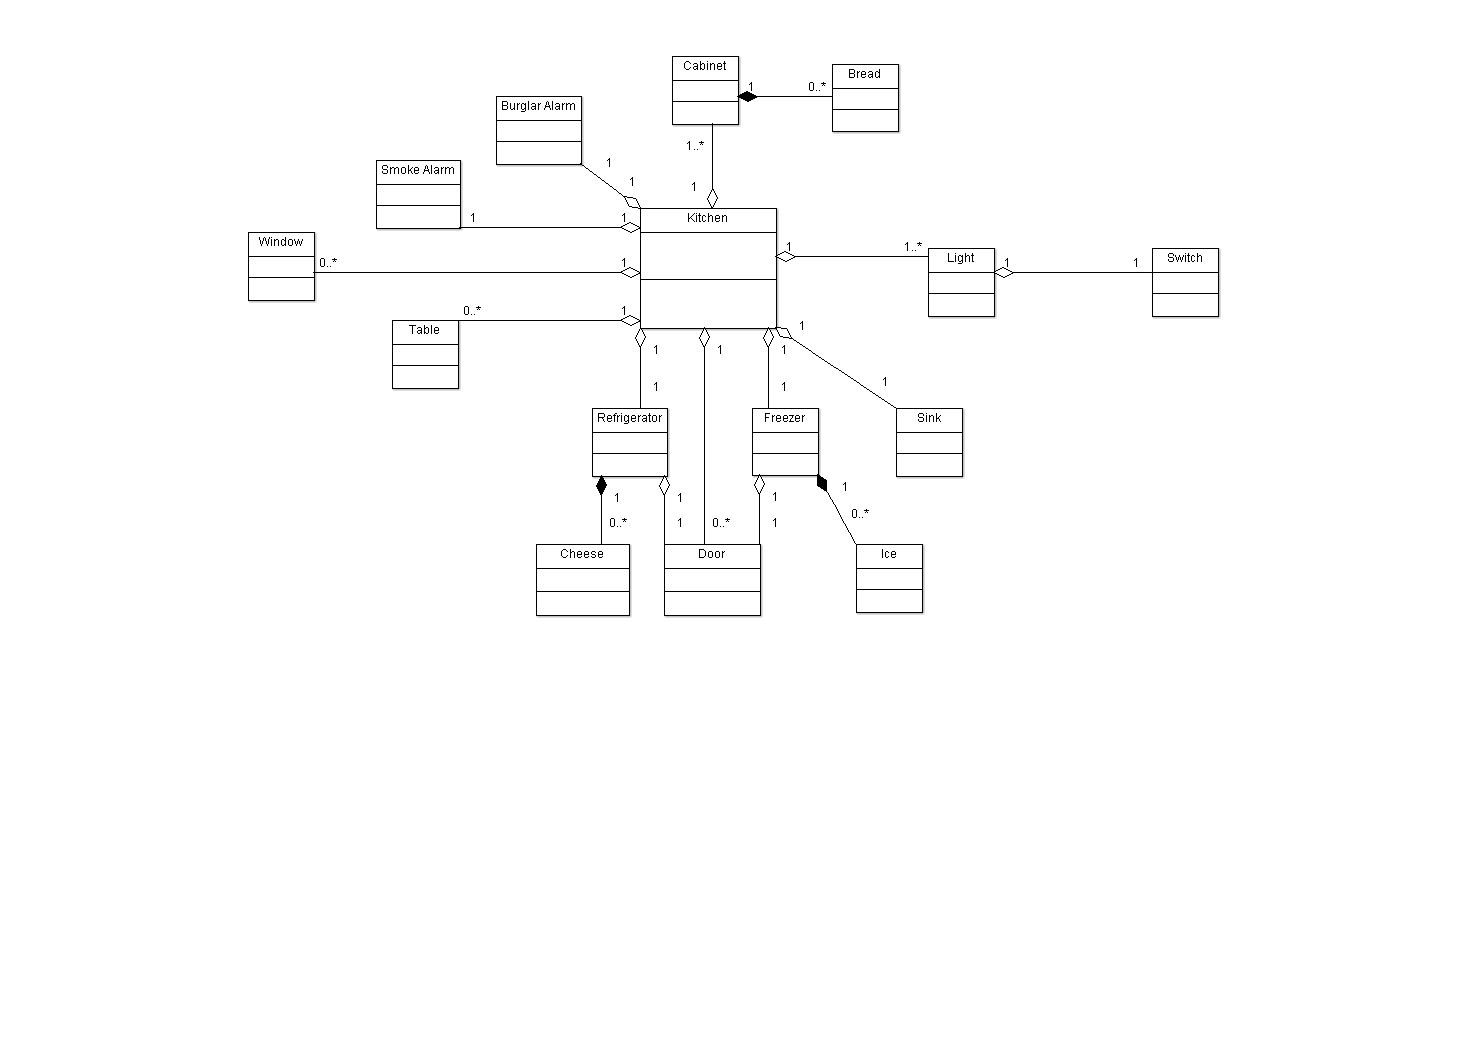 Cabinet
Bread
1
0..*
Burglar Alarm
1..*
1
Smoke Alarm
1
1
Kitchen
1
1
Window
0..*
1
1
1..*
Light
1
1
Switch
0..*
1
Table
1
1
1
1
1
1
1
Refrigerator
Freezer
Sink
1
1
1
1
0..*
1
0..*
1
0..*
Cheese
Door
Ice